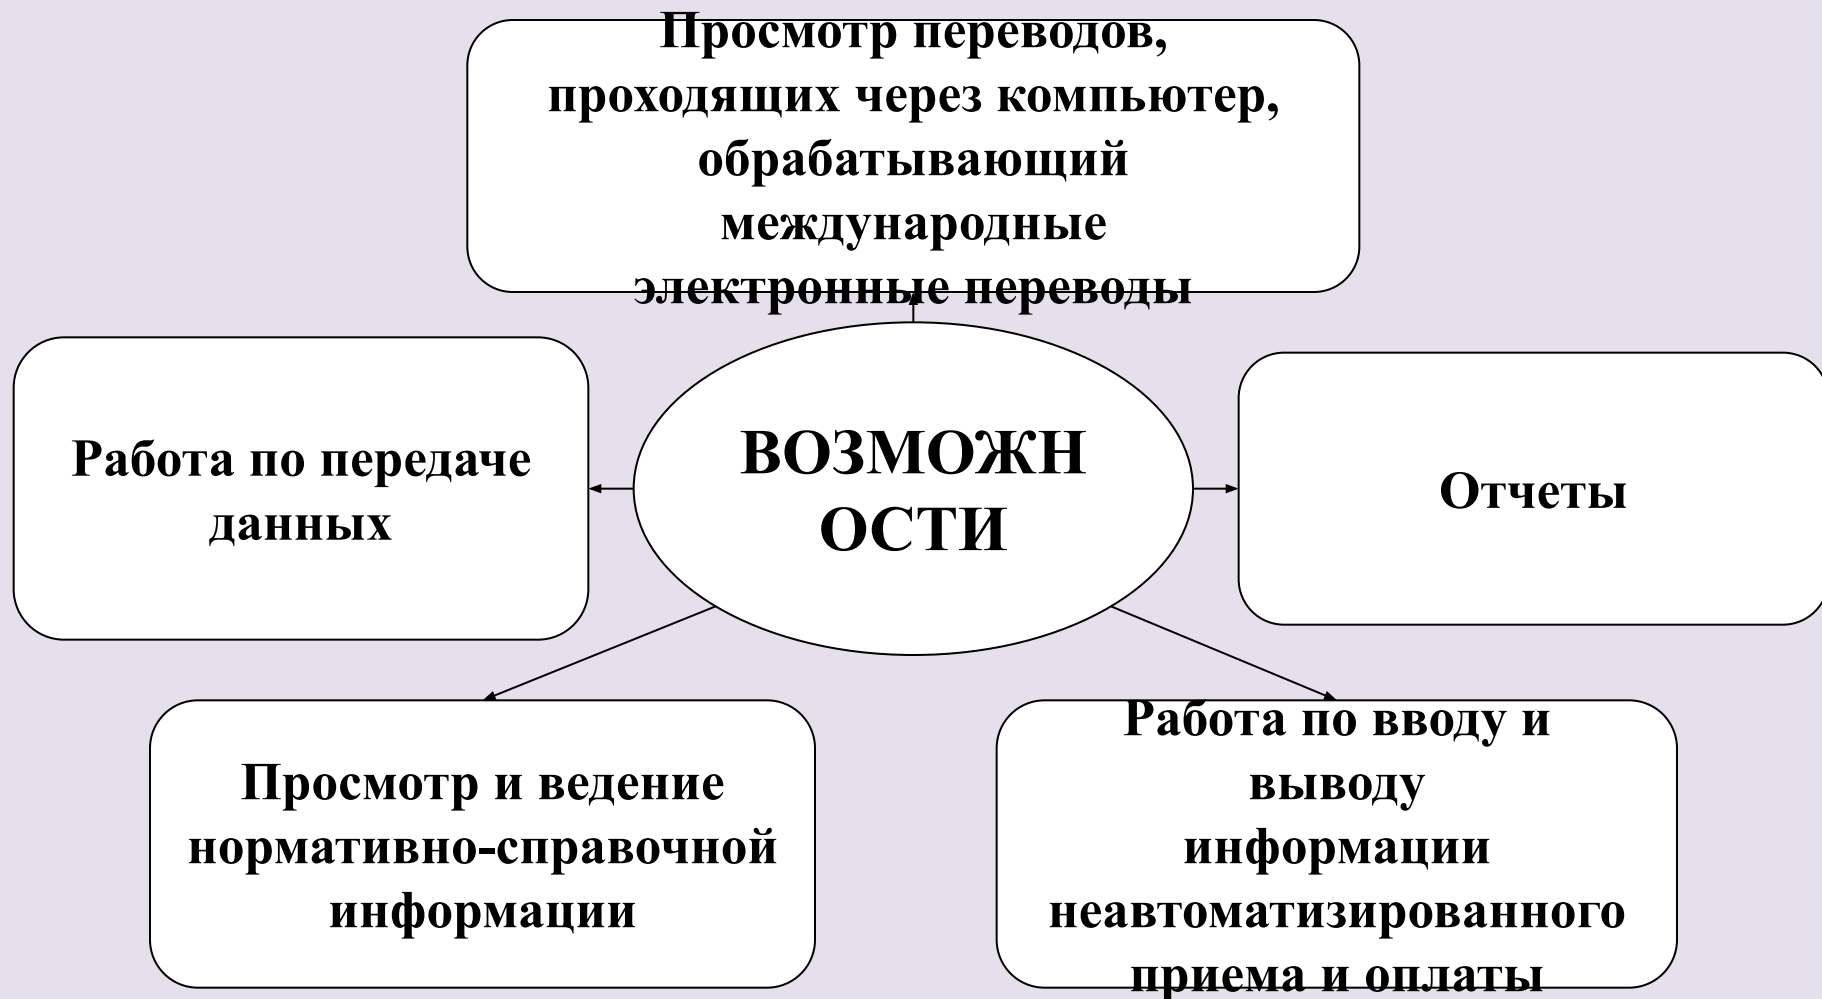 Просмотр переводов,
проходящих через компьютер,
обрабатывающий
международные
электронные переводы
Работа по передаче
данных
ВОЗМОЖН
ОСТИ
Отчеты
Просмотр и ведение
нормативно-справочной
информации
Работа по вводу и
выводу
информации
неавтоматизированного
приема и оплаты